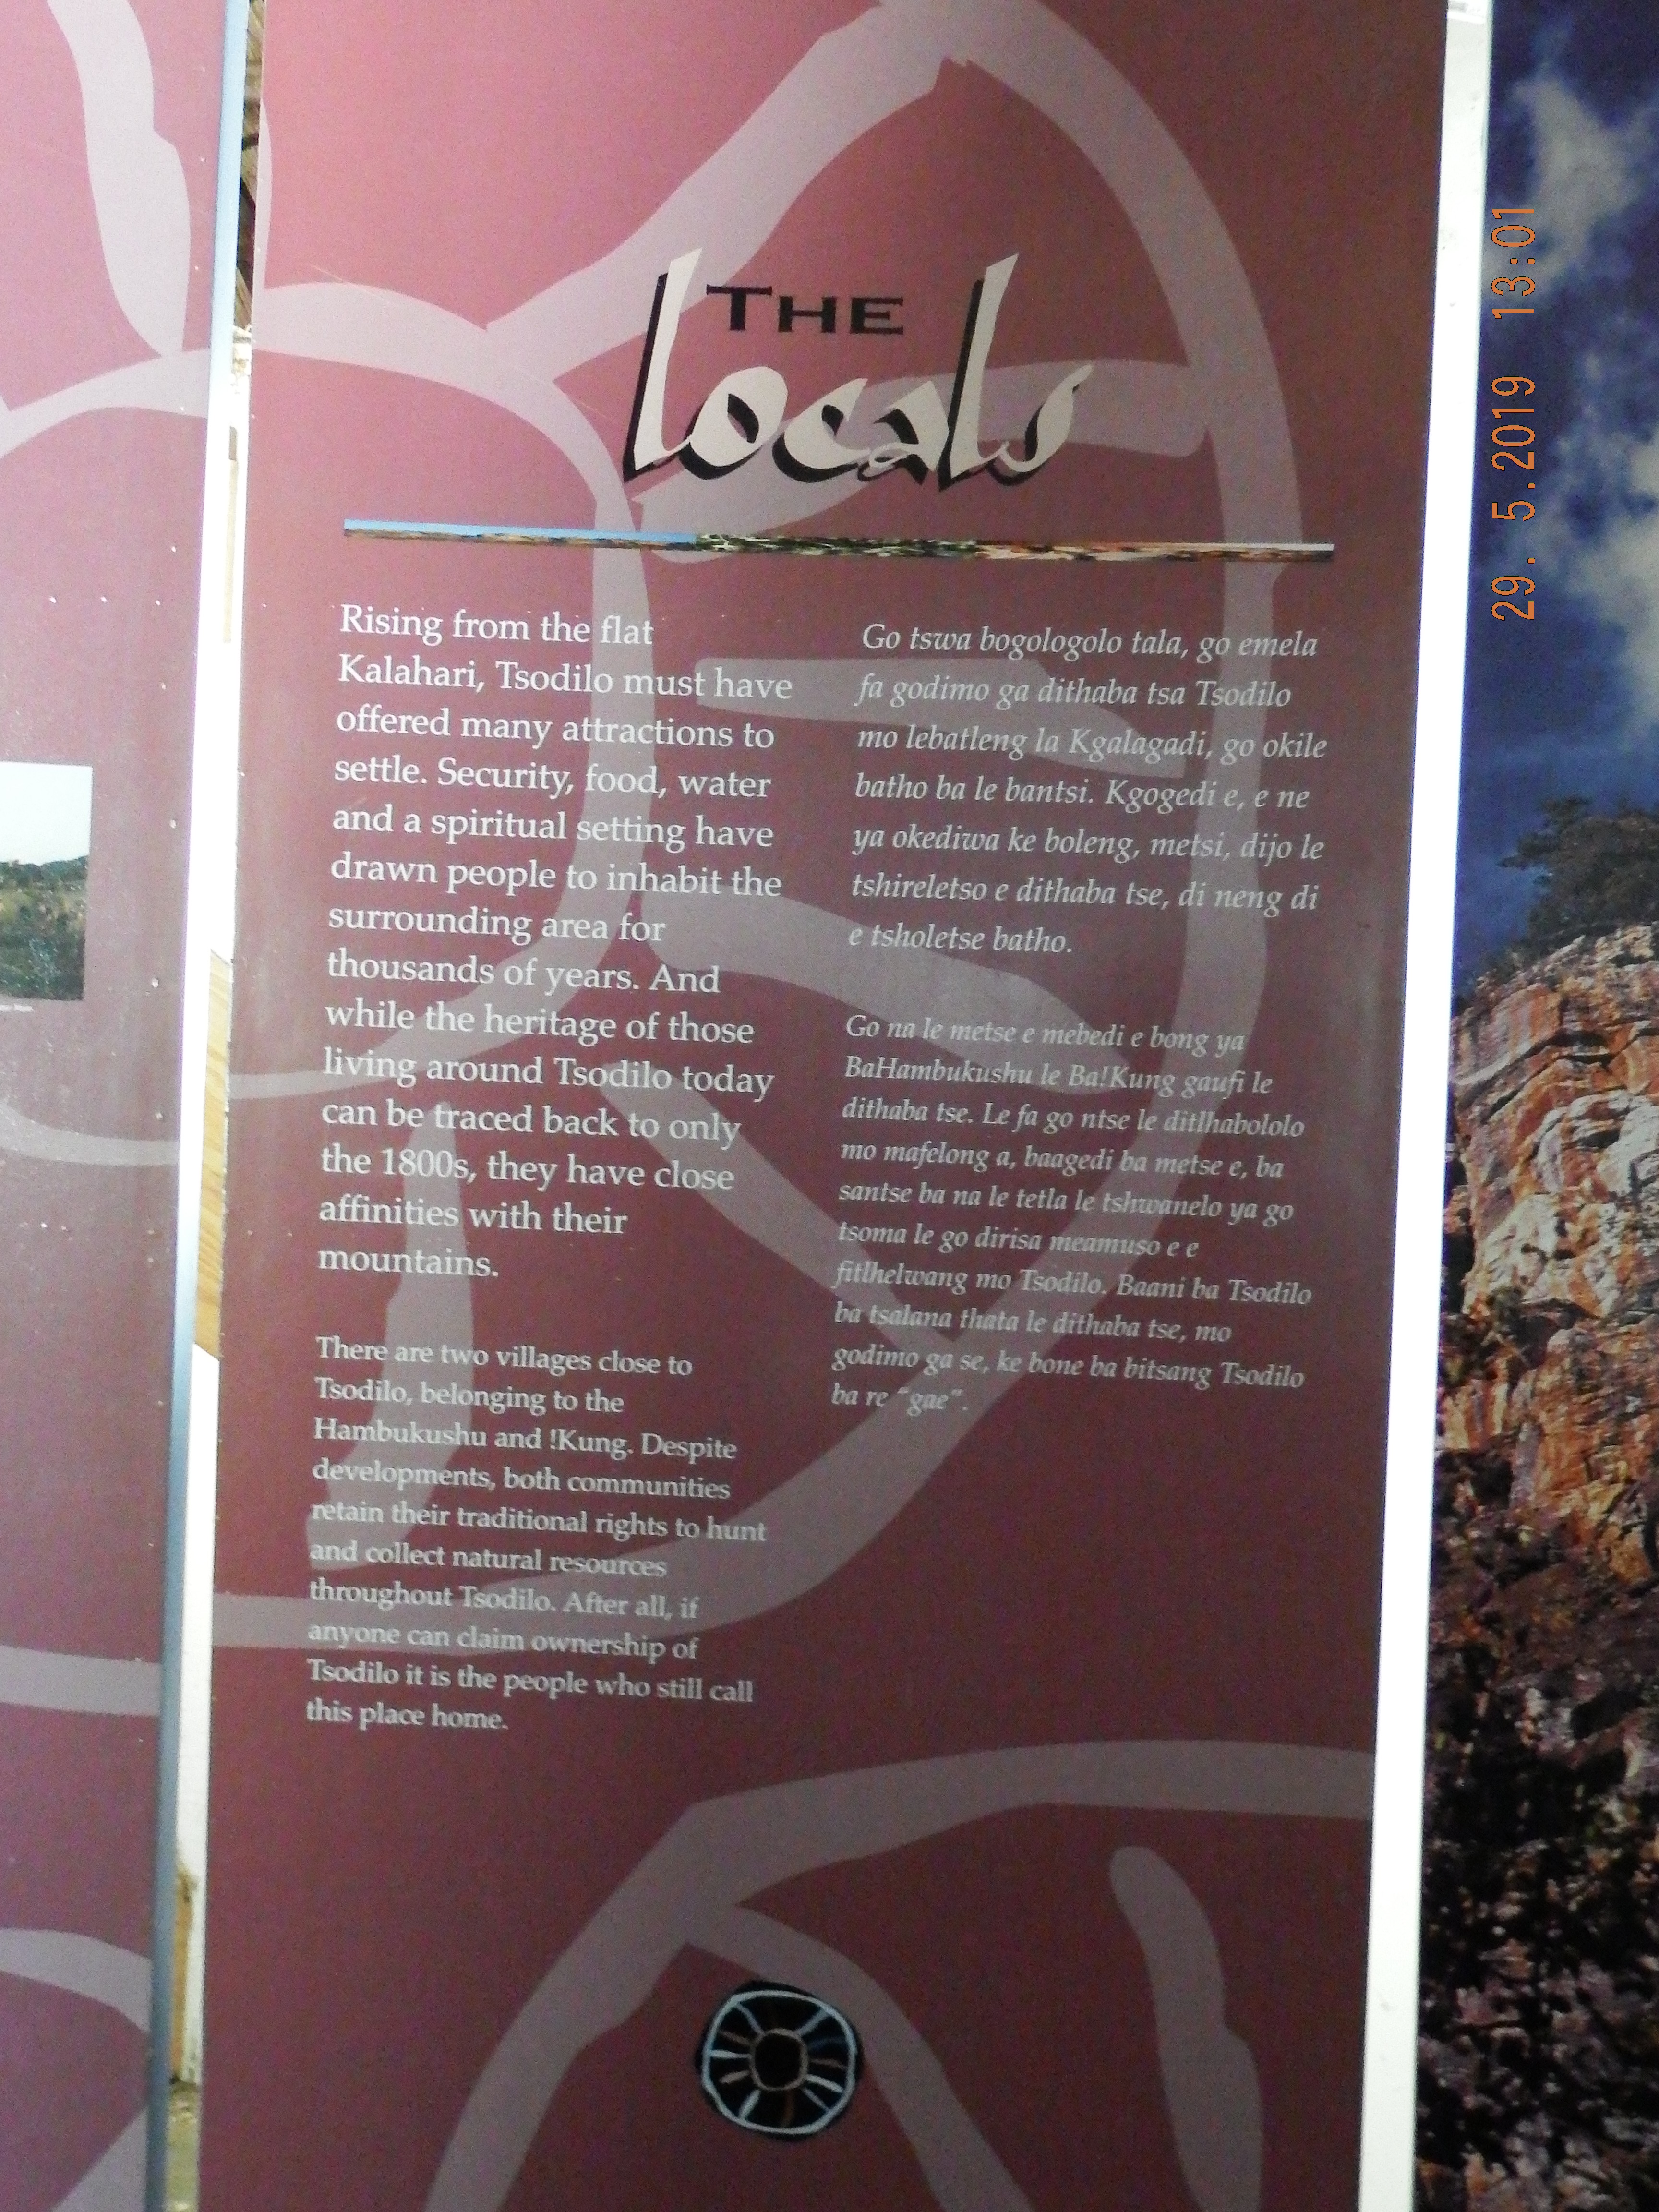 THE
locals
Rising from the flat
Kalahari, Tsodilo must have
offered many attractions to
settle. Security, food, water
and a spiritual setting have
drawn people to inhabit the
surrounding area for
thousands of years. And
while the heritage of those
living around Tsodilo today
can be traced back to only
the 1800s, they have close
affinities with their
mountains.
There are two villages close to
Tsodilo, belonging to the
Hambukushu and !Kung. Despite
developments, both communities
retain their traditional rights to hunt
and collect natural resources
throughout Tsodilo. After all, if
anyone can claim ownership of
Tsodilo it is the people who still call
this place home.
Go tswa bogologolo tala, go emela
fa godimo ga dithaba tsa Tsodilo
mo lebatleng la Kgalagadi, go okile
batho ba le bantsi. Kgogedi e, e ne
ya okediwa ke boleng, metsi, dijo le
tshireletso e dithaba tse, di neng di
e tsholetse batho.
Go na le metse e mebedi e bong ya
BaHambukushu le Ba!Kung gaufi le
dithaba tse. Le fa go ntse le ditlhabololo
mo mafelong a, baagedi ba metse e, ba
santse ba na le tetla le tshwanelo ya go
tsoma le go dirisa meamuso e e
fitlhelwang mo Tsodilo. Baani ba Tsodilo
ba tsalana thata le dithaba tse, mo
godimo ga se, ke bone ba bitsang Tsodilo
ba re "gae".
29. 5.2019 13:01